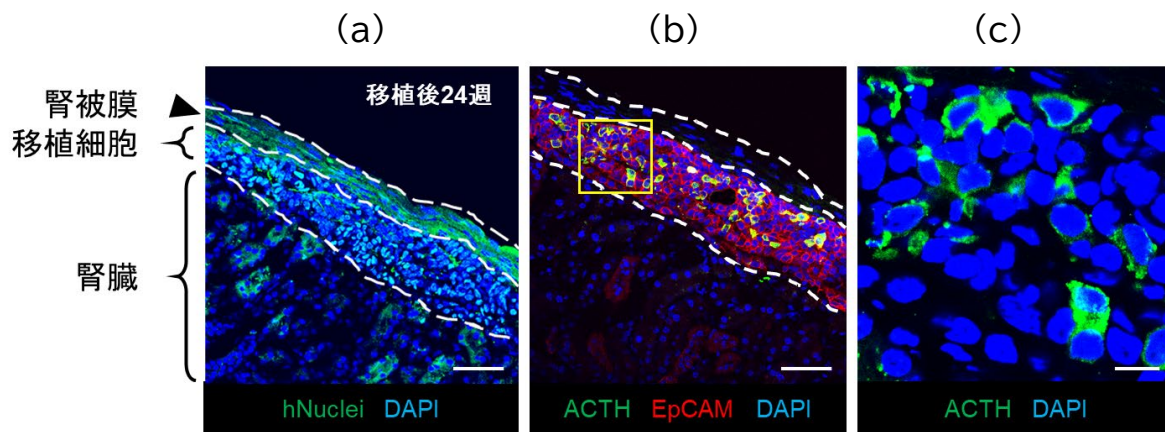 (a)
(b)
(c)
移植後24週
腎被膜
移植細胞
腎臓
hNuclei DAPI
ACTH EpCAM DAPI
ACTH DAPI